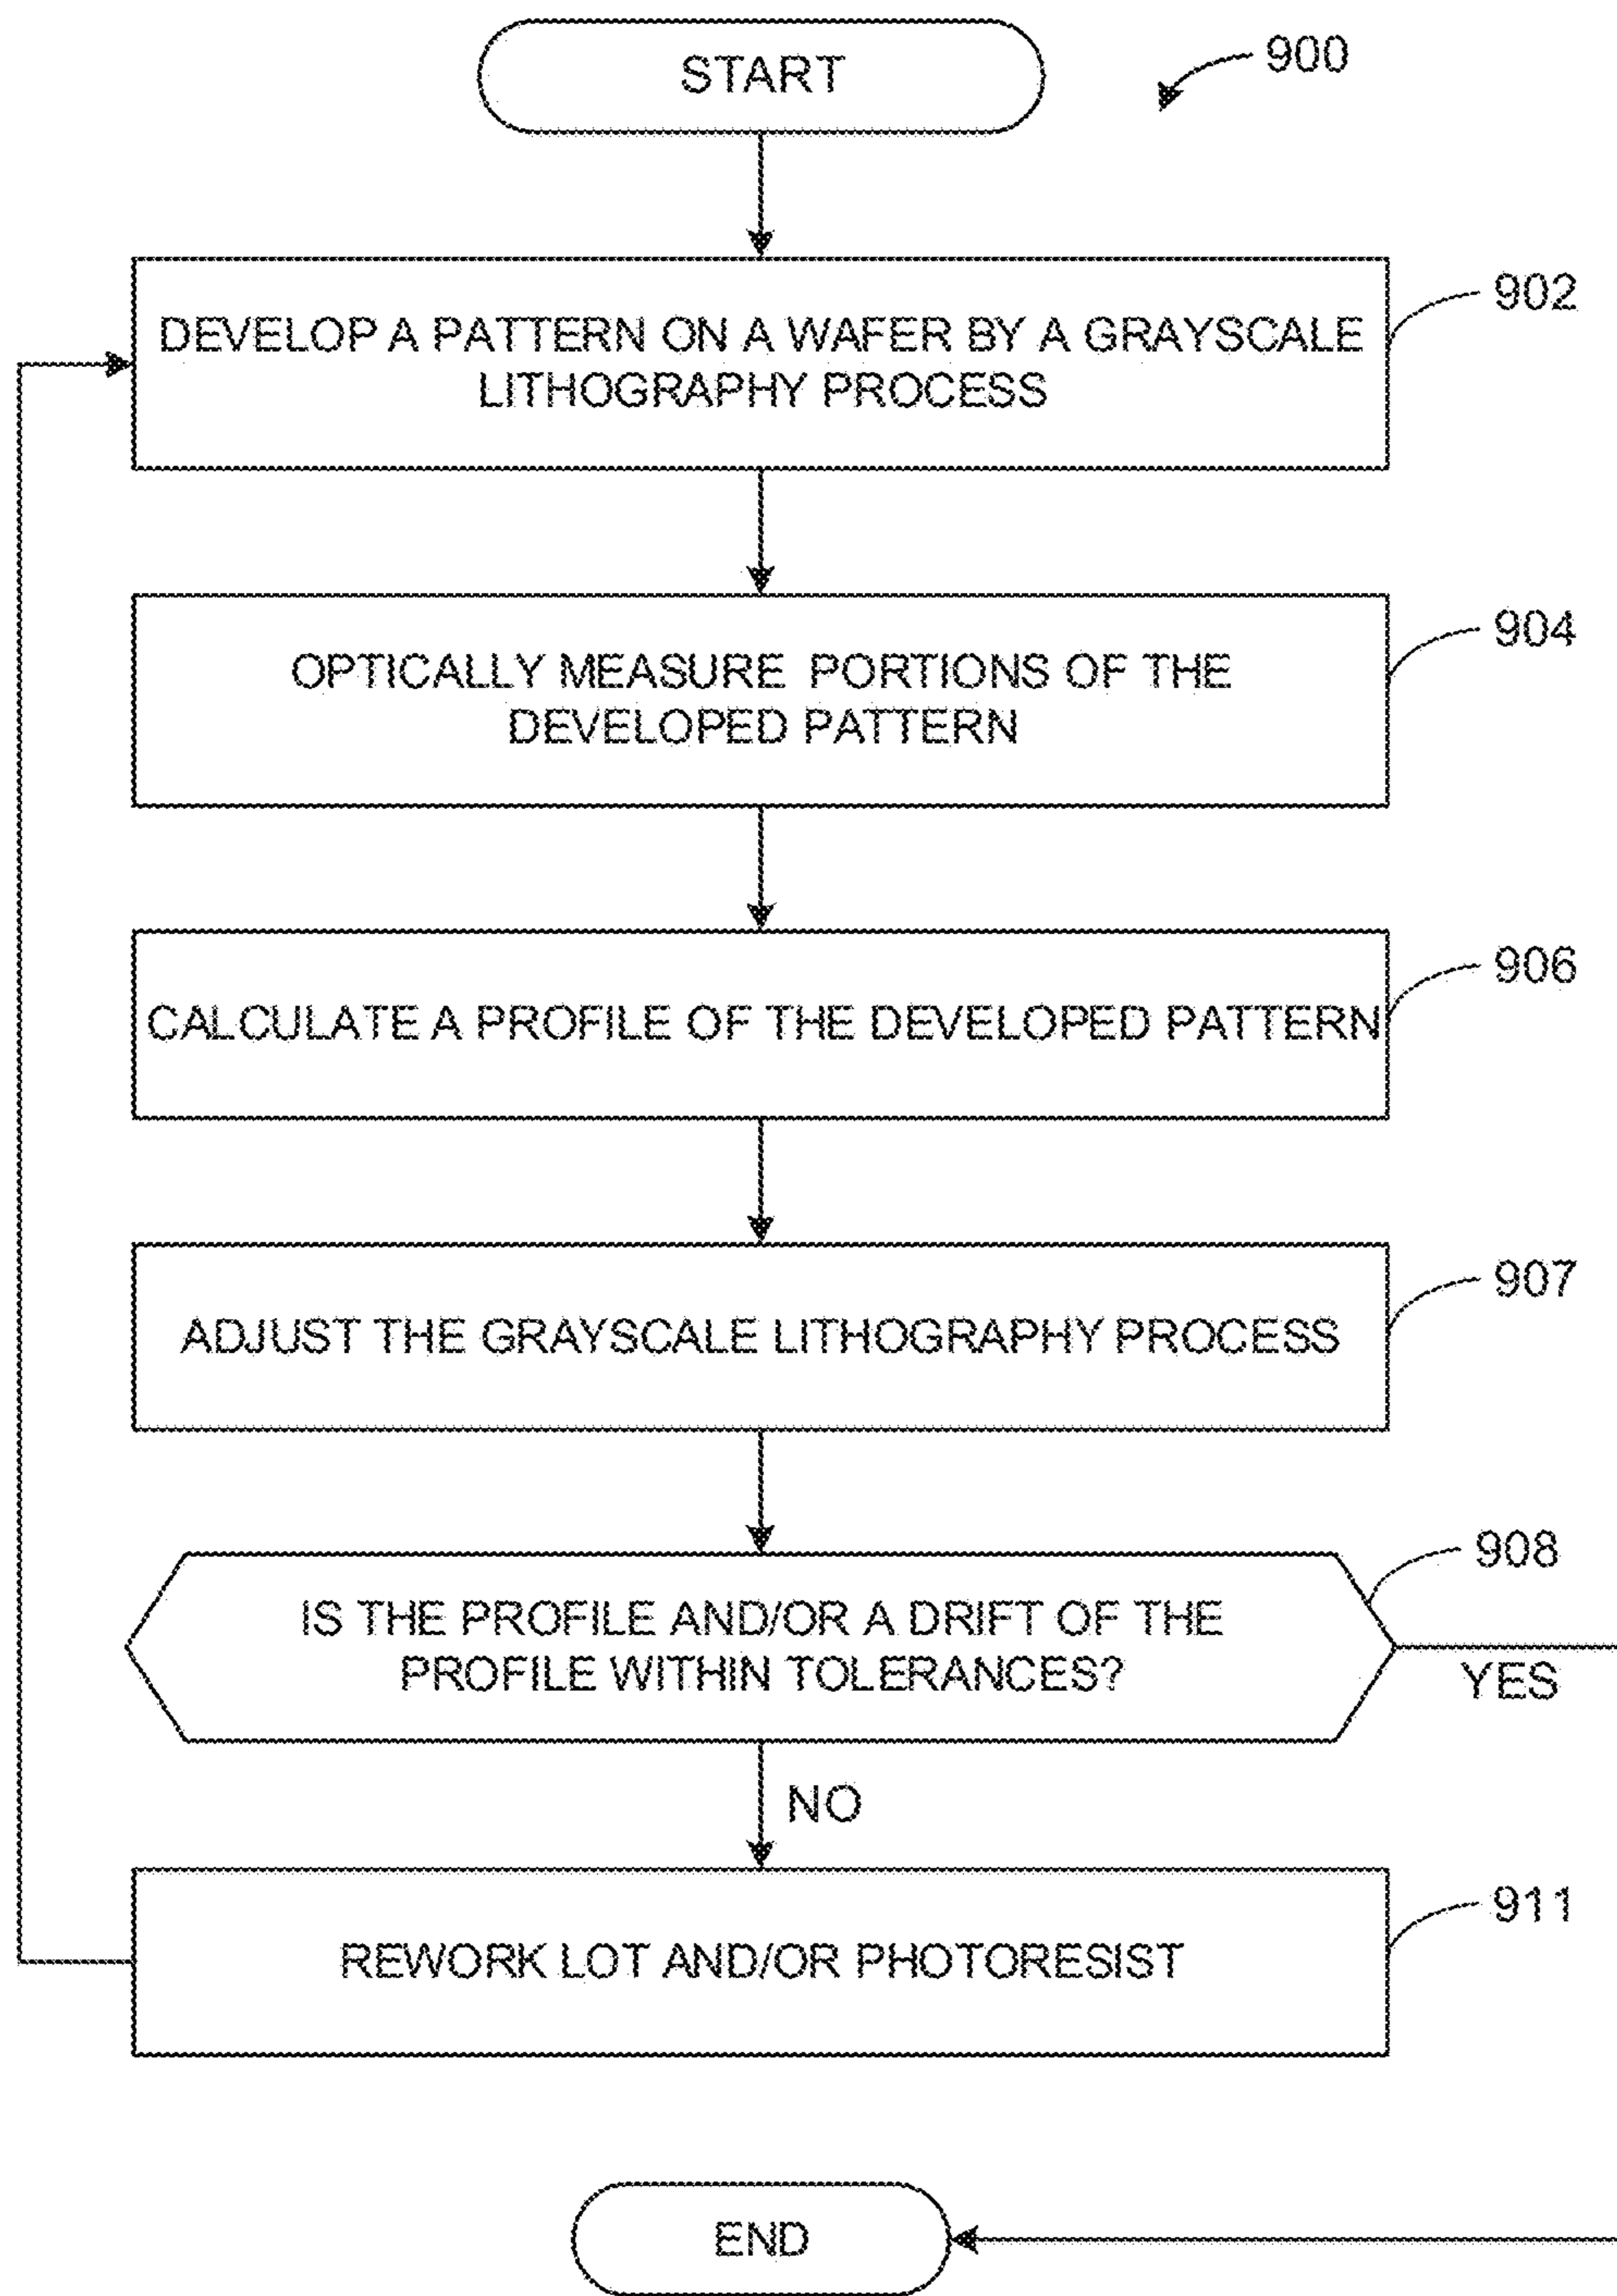 START
900
DEVELOP A PATTERN ON A WAFER BY A GRAYSCALE
LITHOGRAPHY PROCESS
902
OPTICALLY MEASURE PORTIONS OF THE
DEVELOPED PATTERN
904
CALCULATE A PROFILE OF THE DEVELOPED PATTERN
906
ADJUST THE GRAYSCALE LITHOGRAPHY PROCESS
907
IS THE PROFILE AND/OR A DRIFT OF THE
PROFILE WITHIN TOLERANCES?
908
YES
NO
REWORK LOT AND/OR PHOTORESIST
911
END